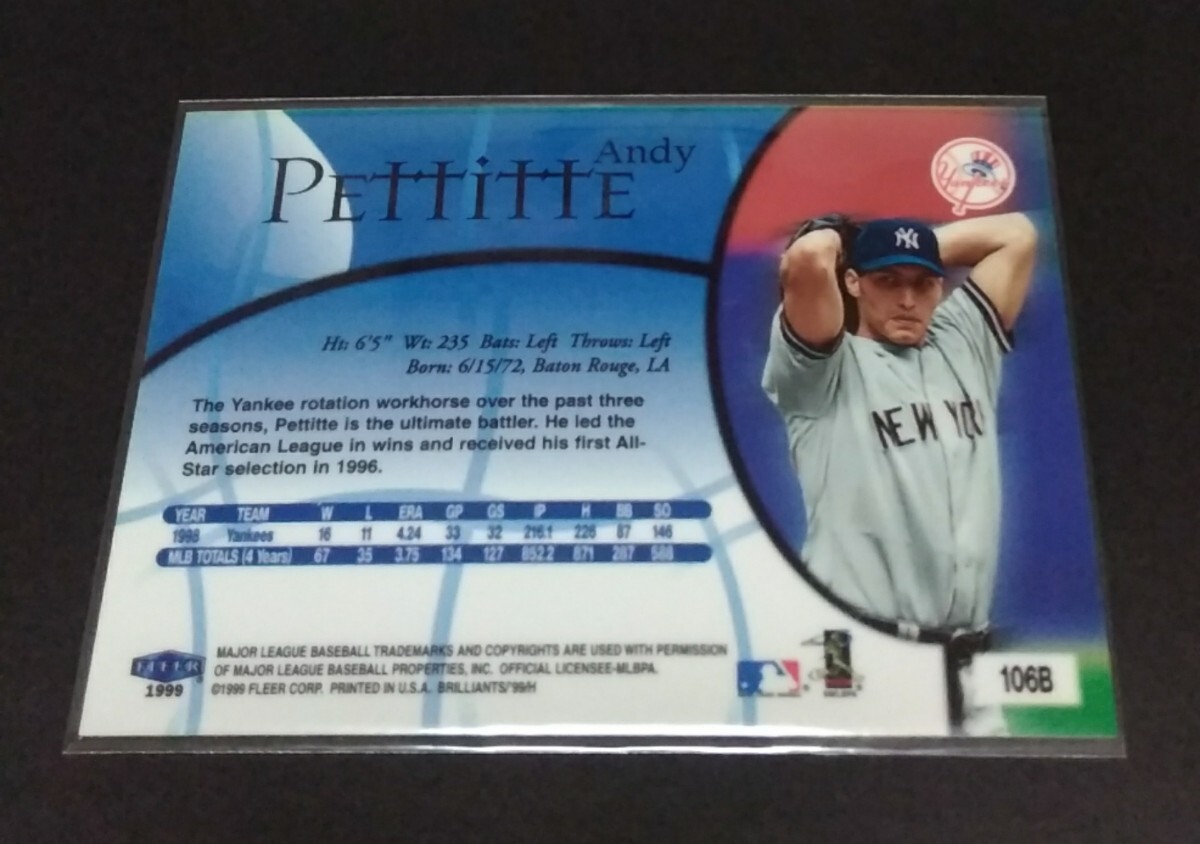 Andy
PETTITTE
Yankees
NY
NEW YO
Ht: 6'5" Wt: 235 Bats: Left Throws: Left
Born: 6/15/72, Baton Rouge, LA
The Yankee rotation workhorse over the past three
seasons, Pettitte is the ultimate battler. He led the
American League in wins and received his first All-
Star selection in 1996.
YEAR TEAM W L ERA GP GS IP H BB SO
1998 Yankees 16 11 4.24 33 32 216.1 226 87 146
MLB TOTALS (4 Years) 67 35 3.75 134 127 852.2 871 287 588
FLEER
1999
MAJOR LEAGUE BASEBALL TRADEMARKS AND COPYRIGHTS ARE USED WITH PERMISSION
OF MAJOR LEAGUE BASEBALL PROPERTIES, INC. OFFICIAL LICENSEE-MLBPA.
©1999 FLEER CORP. PRINTED IN U.S.A. BRILLIANTS/'99/H
106B